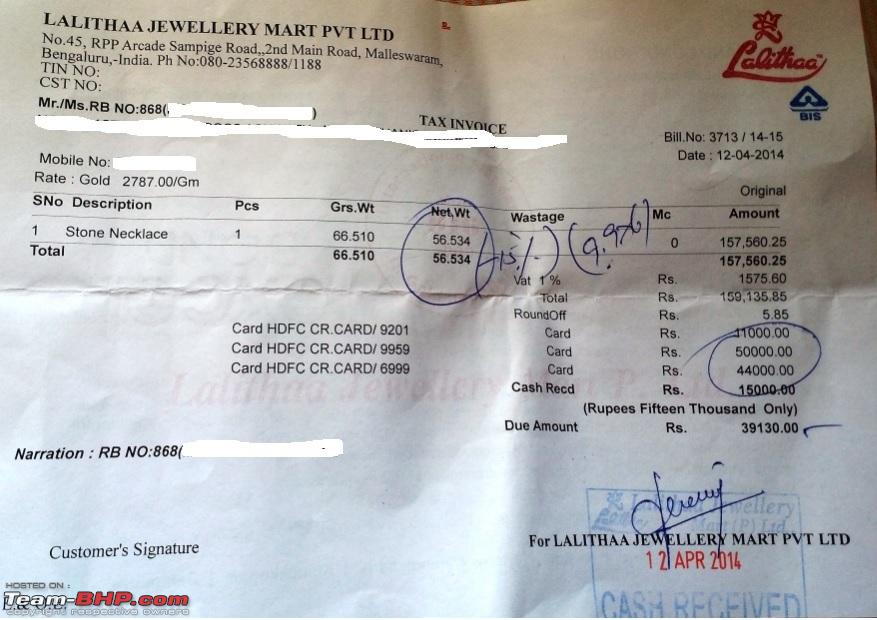 LALITHAA JEWELLERY MART PVT LTD
No.45, RPP Arcade Sampige Road,,2nd Main Road, Malleswaram,
Bengaluru,-India. Ph No:080-23568888/1188
TIN NO:
CST NO:
Lalithaa
BIS
Mr./Ms.RB NO:868(
)
TAX INVOICE
Bill.No: 3713 / 14-15
Date : 12-04-2014
Mobile No:
Rate : Gold 2787.00/Gm
Original
SNo Description Pcs Grs.Wt Net.Wt Wastage Mc Amount
1 Stone Necklace 1 66.510 56.534 0 157,560.25
Total 66.510 56.534 157,560.25
Vat 1 % Rs. 1575.60
Total Rs. 159,135.85
RoundOff Rs. 5.85
Card HDFC CR.CARD/ 9201 Card Rs. 11000.00
Card HDFC CR.CARD/ 9959 Card Rs. 50000.00
Card HDFC CR.CARD/ 6999 Card Rs. 44000.00
Cash Recd Rs. 15000.00
(Rupees Fifteen Thousand Only)
Due Amount Rs. 39130.00
Narration : RB NO:868(
Lalithaa Jewellery
Mart (P) Ltd.
Customer's Signature
For LALITHAA JEWELLERY MART PVT LTD
12 APR 2014
CASH RECEIVED
HOSTED ON :
Team-BHP.com
copyright respective owners